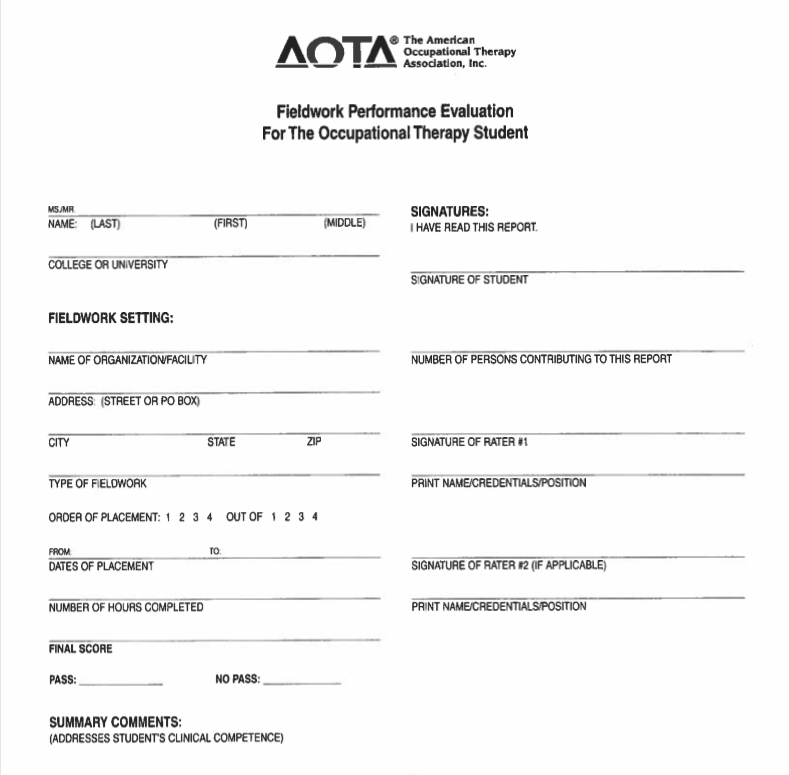 AOTA® The American
Occupational Therapy
Association, Inc.
Fieldwork Performance Evaluation
For The Occupational Therapy Student
MS./MR.
NAME: (LAST) (FIRST) (MIDDLE)
COLLEGE OR UNIVERSITY
FIELDWORK SETTING:
NAME OF ORGANIZATION/FACILITY
ADDRESS: (STREET OR PO BOX)
CITY STATE ZIP
TYPE OF FIELDWORK
ORDER OF PLACEMENT: 1 2 3 4 OUT OF 1 2 3 4
FROM: TO:
DATES OF PLACEMENT
NUMBER OF HOURS COMPLETED
FINAL SCORE
PASS: NO PASS:
SUMMARY COMMENTS:
(ADDRESSES STUDENT'S CLINICAL COMPETENCE)
SIGNATURES:
I HAVE READ THIS REPORT.
SIGNATURE OF STUDENT
NUMBER OF PERSONS CONTRIBUTING TO THIS REPORT
SIGNATURE OF RATER #1
PRINT NAME/CREDENTIALS/POSITION
SIGNATURE OF RATER #2 (IF APPLICABLE)
PRINT NAME/CREDENTIALS/POSITION